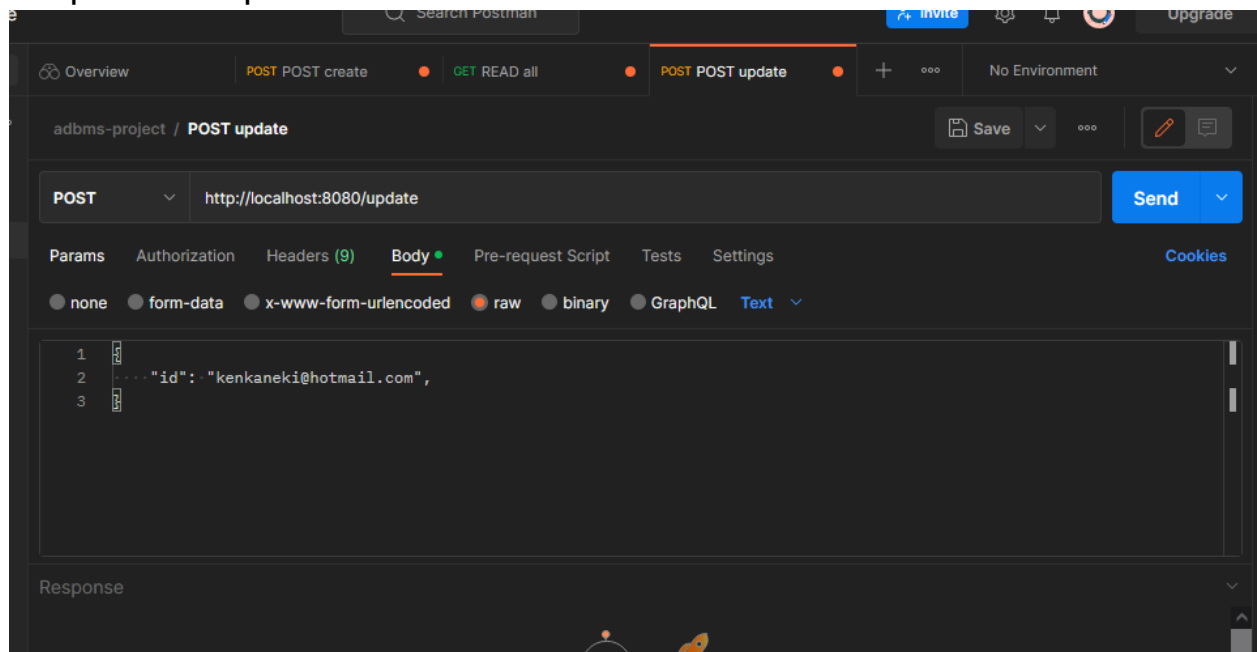 Search Postman
Invite
Upgrade
Overview
POST POST create
GET READ all
POST POST update
No Environment
adbms-project / POST update
Save
POST
http://localhost:8080/update
Send
Params Authorization Headers (9) Body Pre-request Script Tests Settings
Cookies
none form-data x-www-form-urlencoded raw binary GraphQL Text
1 {
2 "id": "kenkaneki@hotmail.com",
3 }
Response